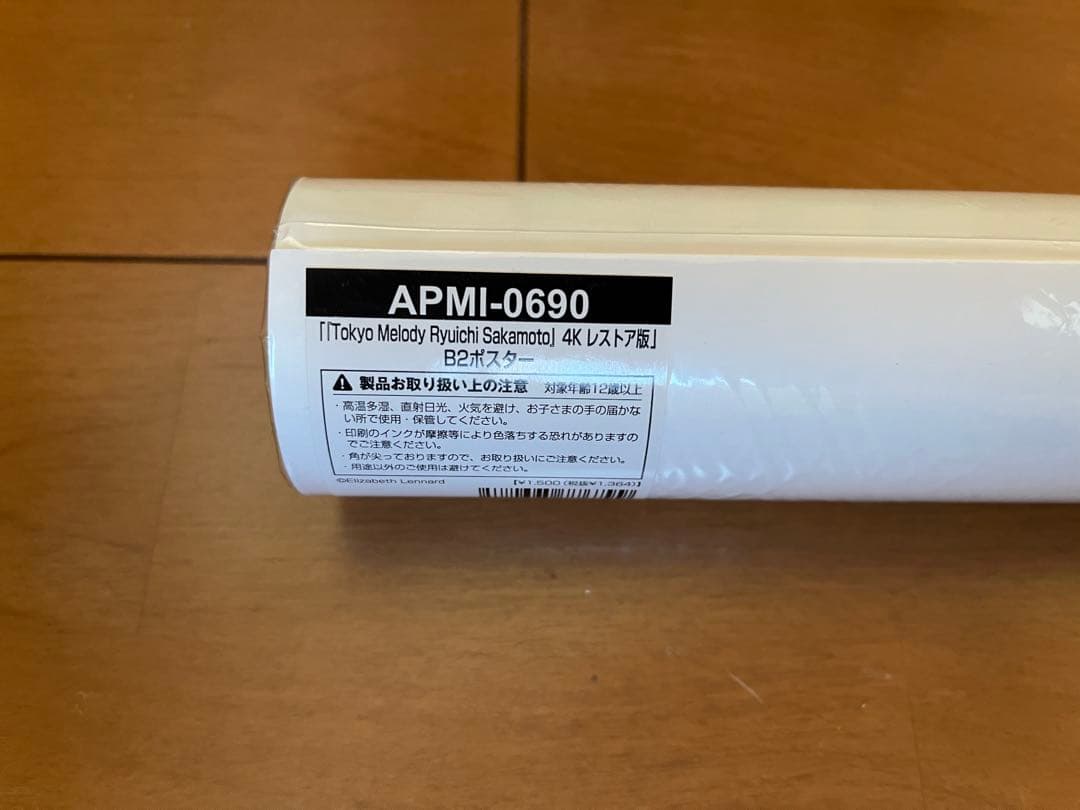 APMI-0690
「『Tokyo Melody Ryuichi Sakamoto』 4K レストア版」
B2ポスター
製品お取り扱い上の注意 対象年齢12歳以上
・高温多湿、直射日光、火気を避け、お子さまの手の届かな
い所で使用・保管してください。
・印刷のインクが摩擦等により色落ちする恐れがありますの
でご注意ください。
・角が尖っておりますので、お取り扱いにご注意ください。
・用途以外のご使用は避けてください。
©Elizabeth Lennard 【¥1,500（税抜¥1,364）】